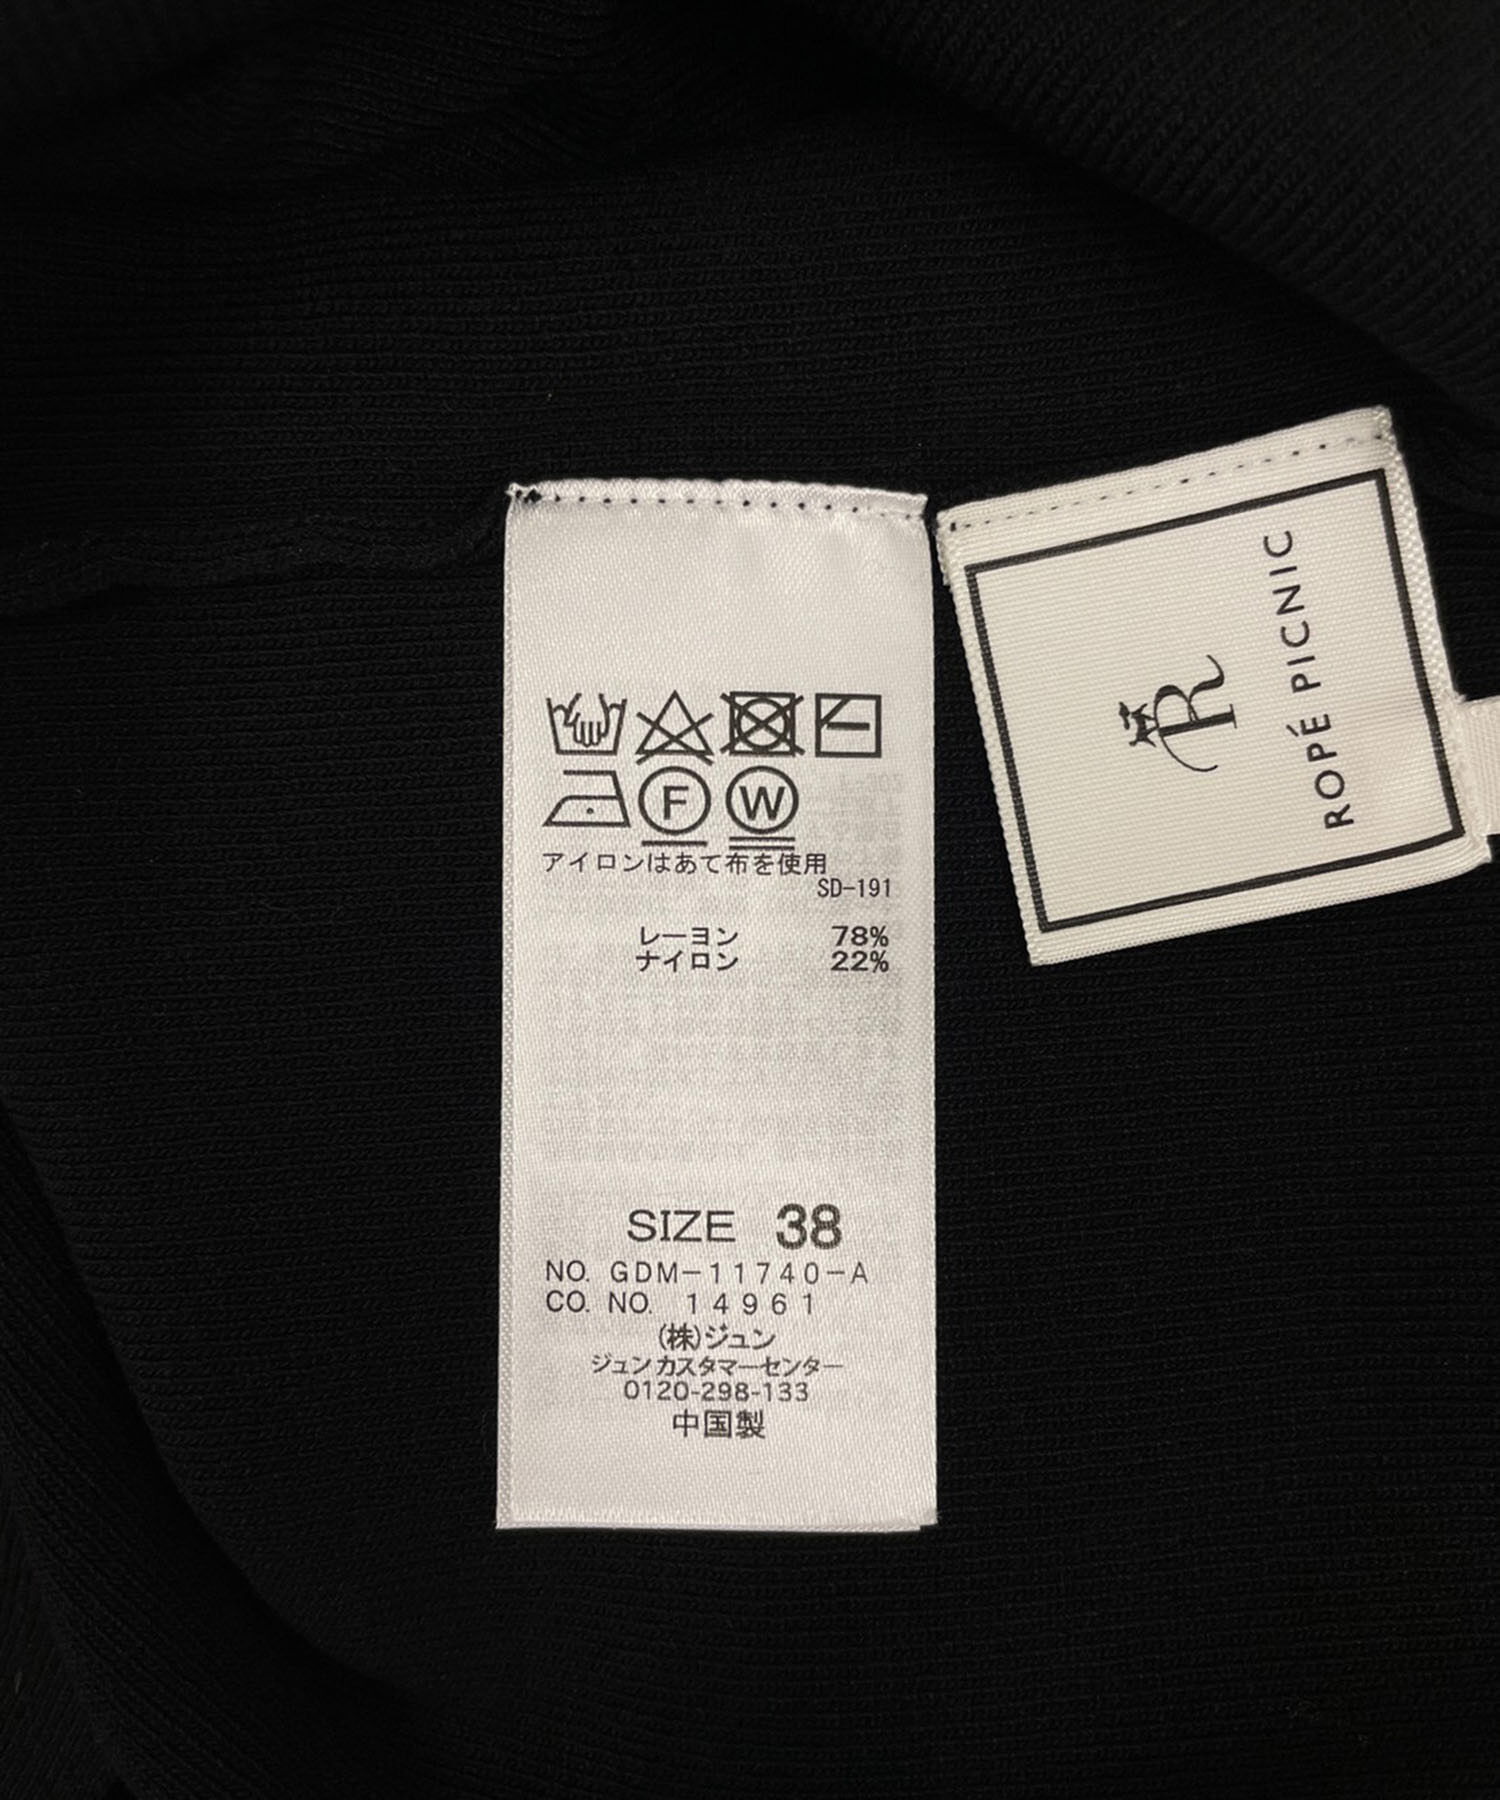 F W
アイロンはあて布を使用
SD-191
レーヨン 78%
ナイロン 22%
SIZE 38
NO. GDM-11740-A
CO. NO. 14961
(株)ジュン
ジュンカスタマーセンター
0120-298-133
中国製
R
ROPÉ PICNIC